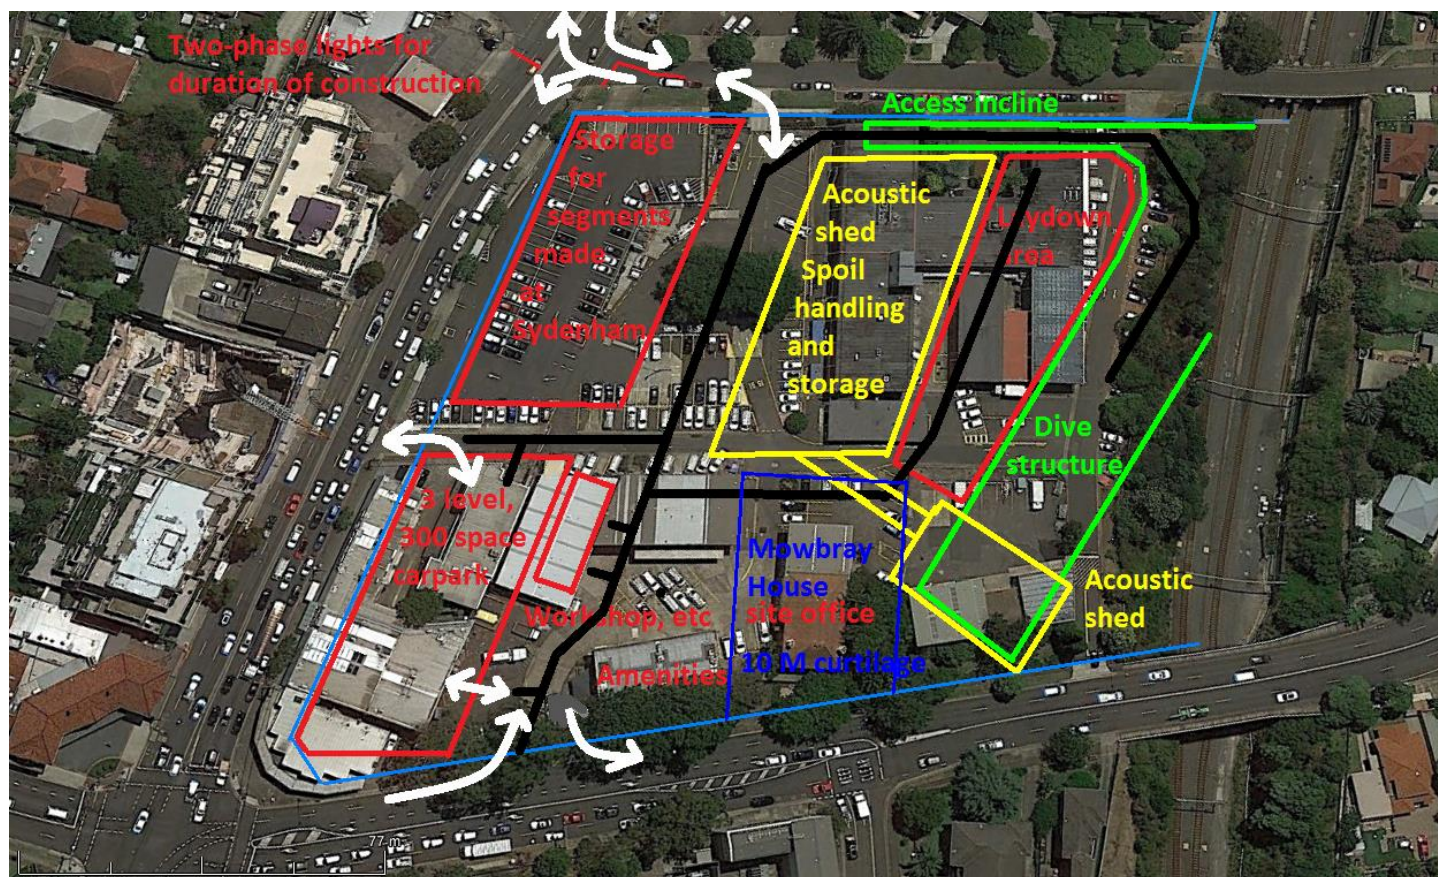 Two-phase lights for
duration of construction
Access incline
Storage
for
segments
made
at
Sydenham
Acoustic
shed
Spoil
handling
and
storage
Laydown
area
Dive
structure
3 level,
300 space
carpark
Mowbray
House
site office
10 M curtilage
Workshop, etc
Amenities
Acoustic
shed
77 m